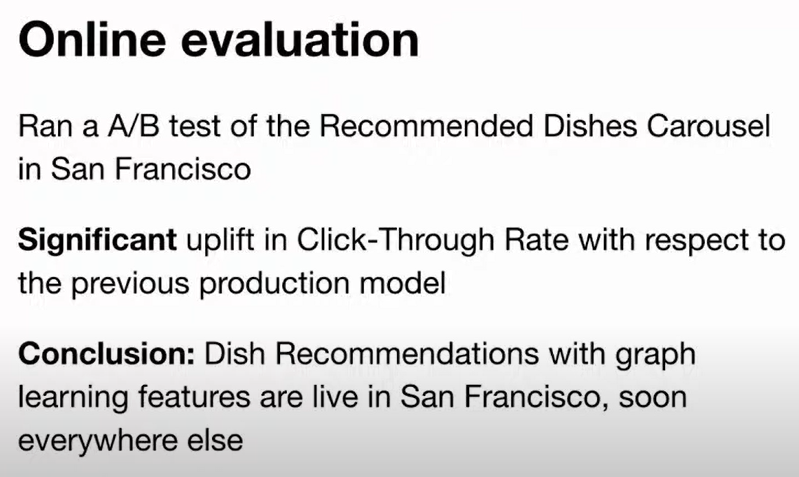 Online evaluation
Ran a A/B test of the Recommended Dishes Carousel
in San Francisco
Significant uplift in Click-Through Rate with respect to
the previous production model
Conclusion: Dish Recommendations with graph
learning features are live in San Francisco, soon
everywhere else